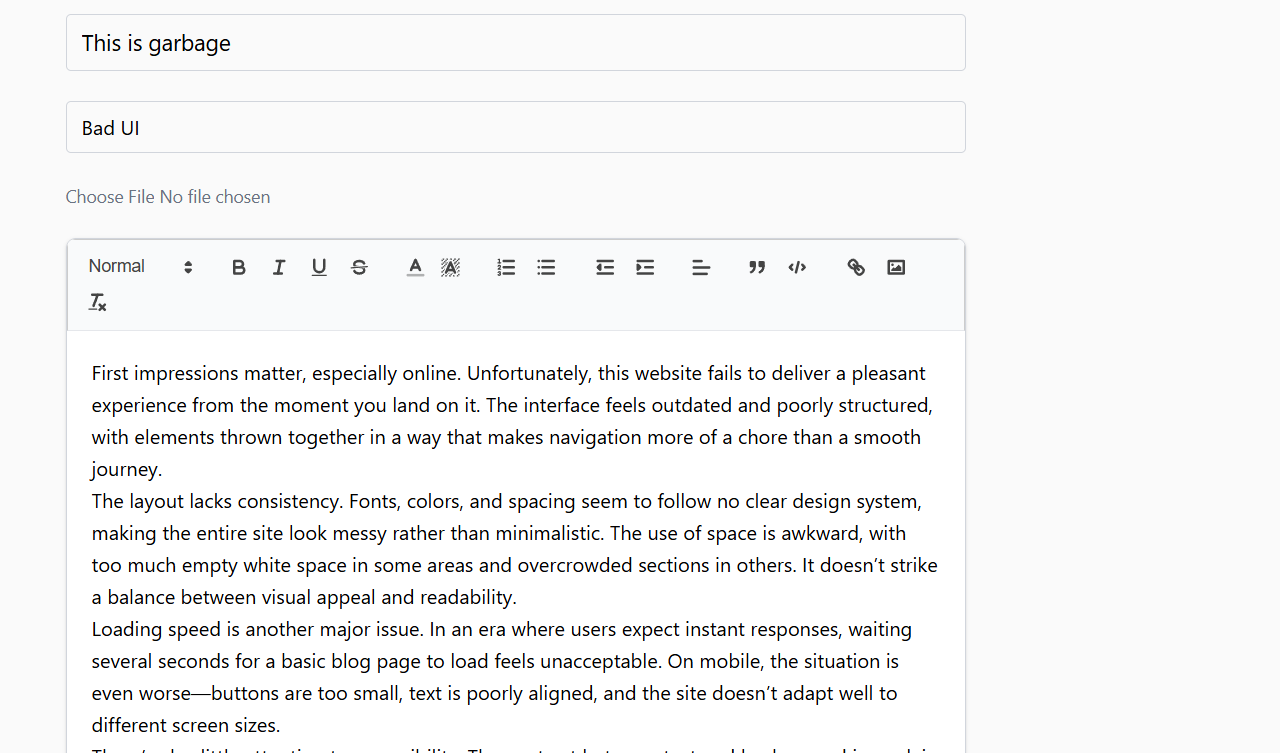 This is garbage
Bad UI
Choose File No file chosen
Normal
First impressions matter, especially online. Unfortunately, this website fails to deliver a pleasant
experience from the moment you land on it. The interface feels outdated and poorly structured,
with elements thrown together in a way that makes navigation more of a chore than a smooth
journey.
The layout lacks consistency. Fonts, colors, and spacing seem to follow no clear design system,
making the entire site look messy rather than minimalistic. The use of space is awkward, with
too much empty white space in some areas and overcrowded sections in others. It doesn’t strike
a balance between visual appeal and readability.
Loading speed is another major issue. In an era where users expect instant responses, waiting
several seconds for a basic blog page to load feels unacceptable. On mobile, the situation is
even worse—buttons are too small, text is poorly aligned, and the site doesn’t adapt well to
different screen sizes.